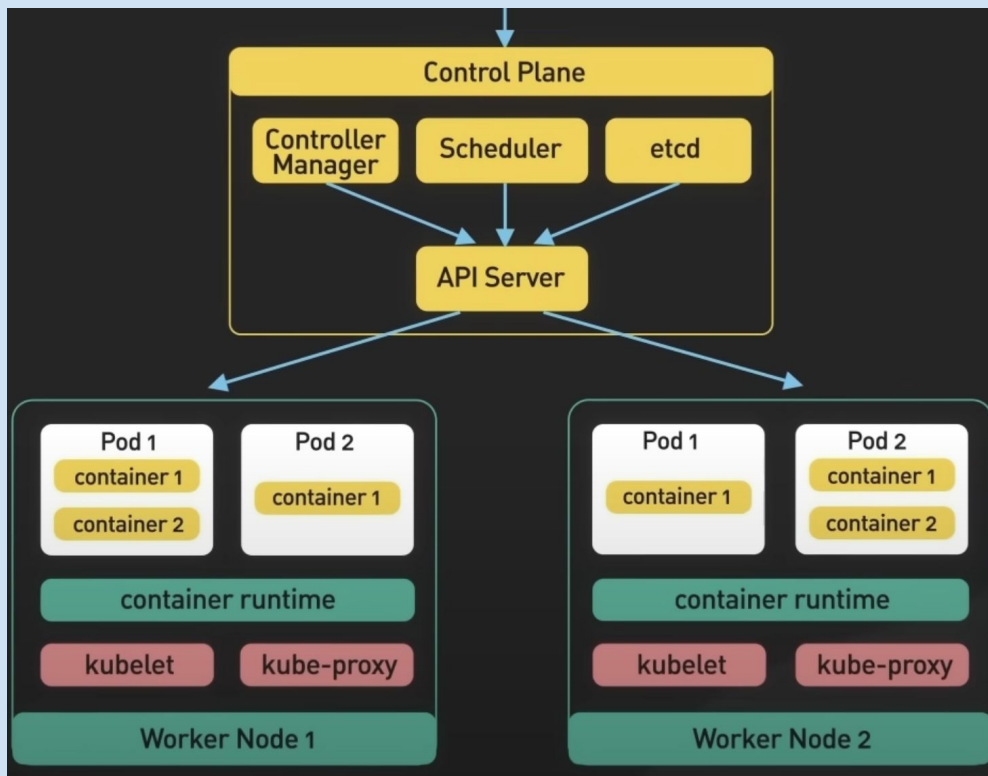 Control Plane
Controller
Manager
Scheduler
etcd
API Server
Pod 1
container 1
container 2
Pod 2
container 1
container runtime
kubelet
kube-proxy
Worker Node 1
Pod 1
container 1
Pod 2
container 1
container 2
container runtime
kubelet
kube-proxy
Worker Node 2